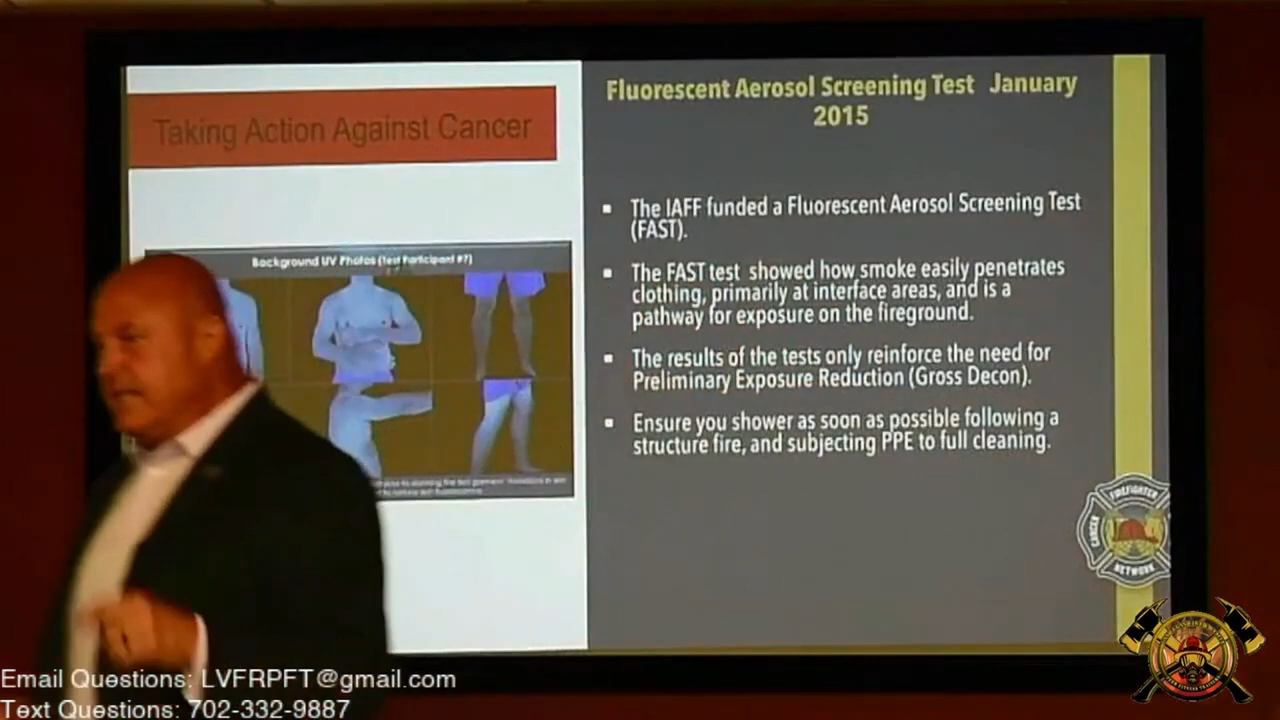 Taking Action Against Cancer
Background UV Photos (Test Participant #7)
Fluorescent Aerosol Screening Test January
2015
▪ The IAFF funded a Fluorescent Aerosol Screening Test
(FAST).
▪ The FAST test showed how smoke easily penetrates
clothing, primarily at interface areas, and is a
pathway for exposure on the fireground.
▪ The results of the tests only reinforce the need for
Preliminary Exposure Reduction (Gross Decon).
▪ Ensure you shower as soon as possible following a
structure fire, and subjecting PPE to full cleaning.
FIREFIGHTER
CANCER
NETWORK
Email Questions: LVFRPFT@gmail.com
Text Questions: 702-332-9887